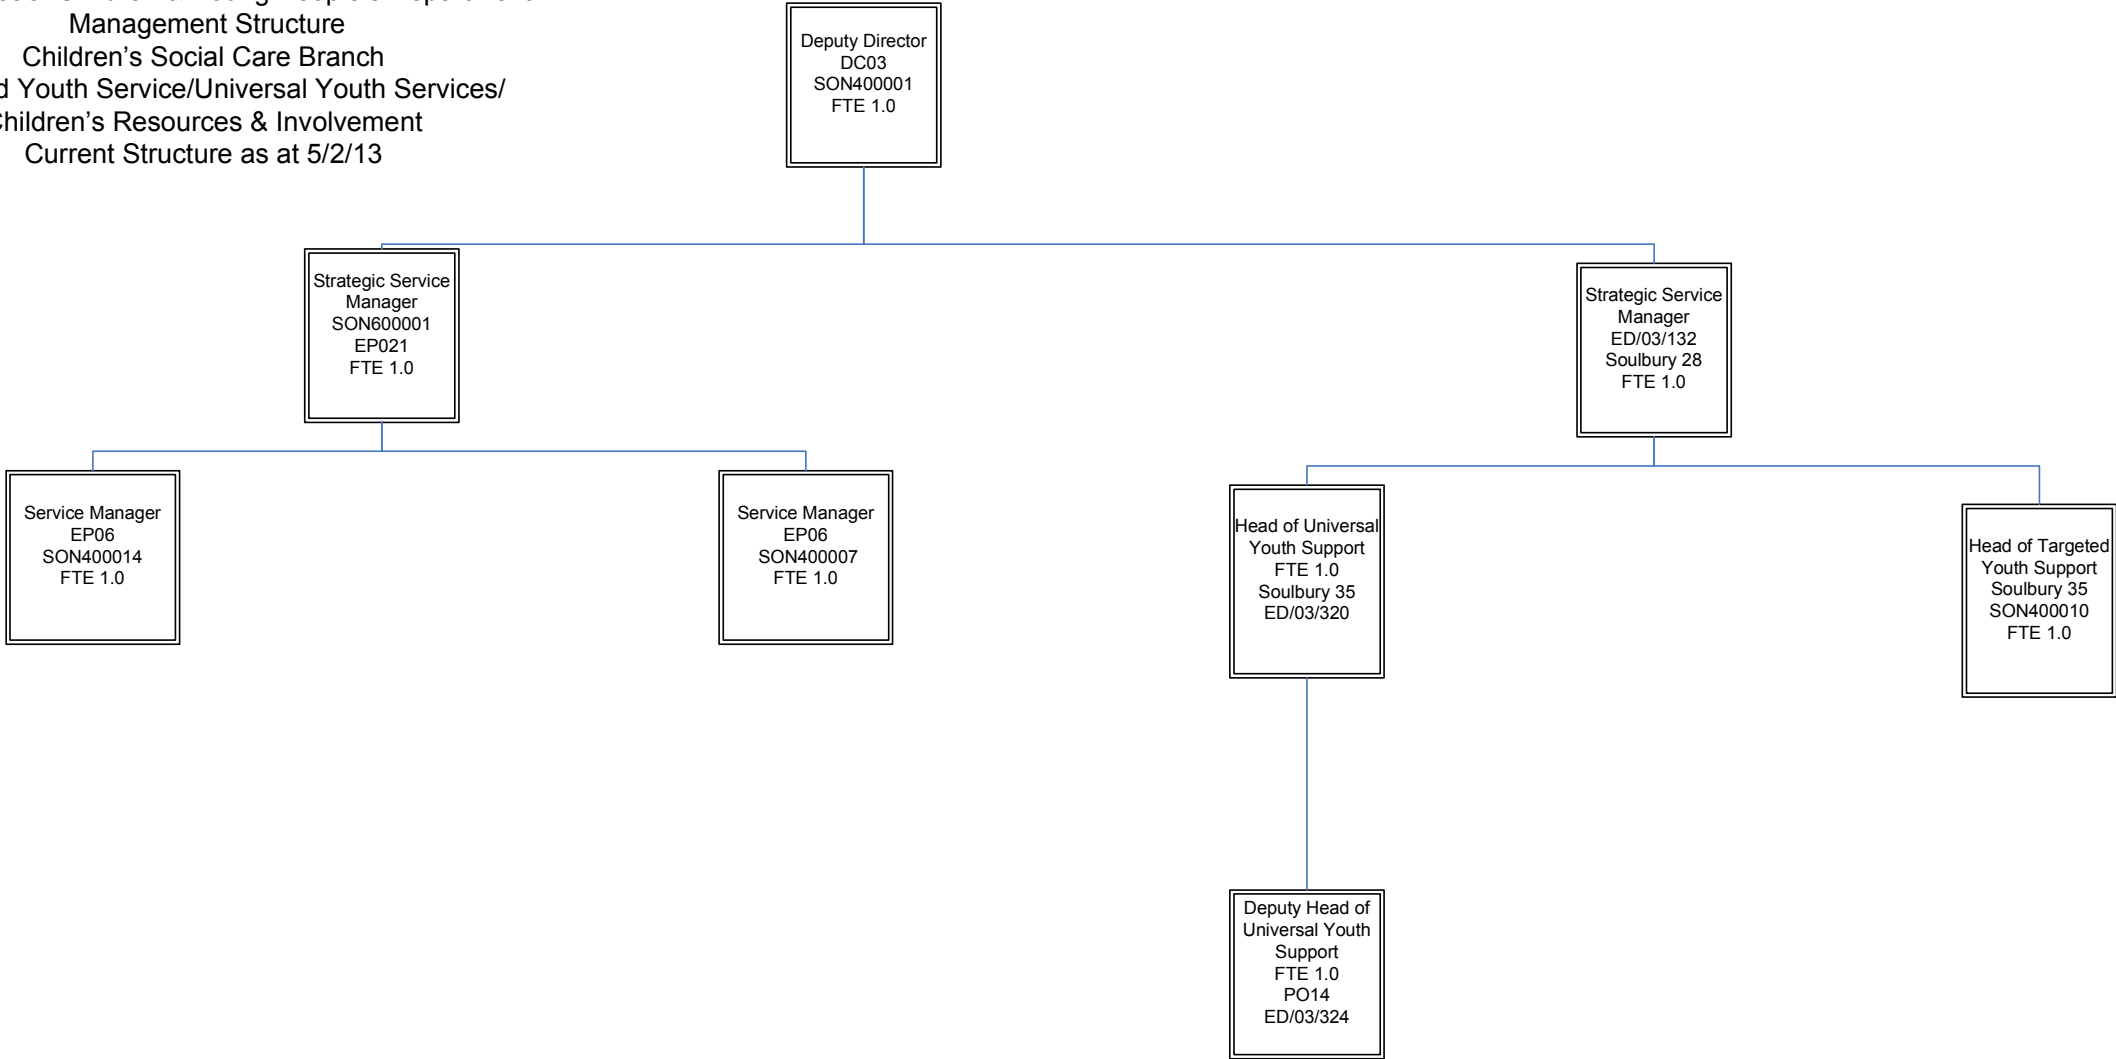 Management Structure
Children's Social Care Branch
Youth Service/Universal Youth Services/
Children's Resources & Involvement
Current Structure as at 5/2/13
Deputy Director
DC03
SON400001
FTE 1.0
Strategic Service
Manager
SON600001
EP021
FTE 1.0
Strategic Service
Manager
ED/03/132
Soulbury 28
FTE 1.0
Service Manager
EP06
SON400014
FTE 1.0
Service Manager
EP06
SON400007
FTE 1.0
Head of Universal
Youth Support
FTE 1.0
Soulbury 35
ED/03/320
Head of Targeted
Youth Support
Soulbury 35
SON400010
FTE 1.0
Deputy Head of
Universal Youth
Support
FTE 1.0
PO14
ED/03/324